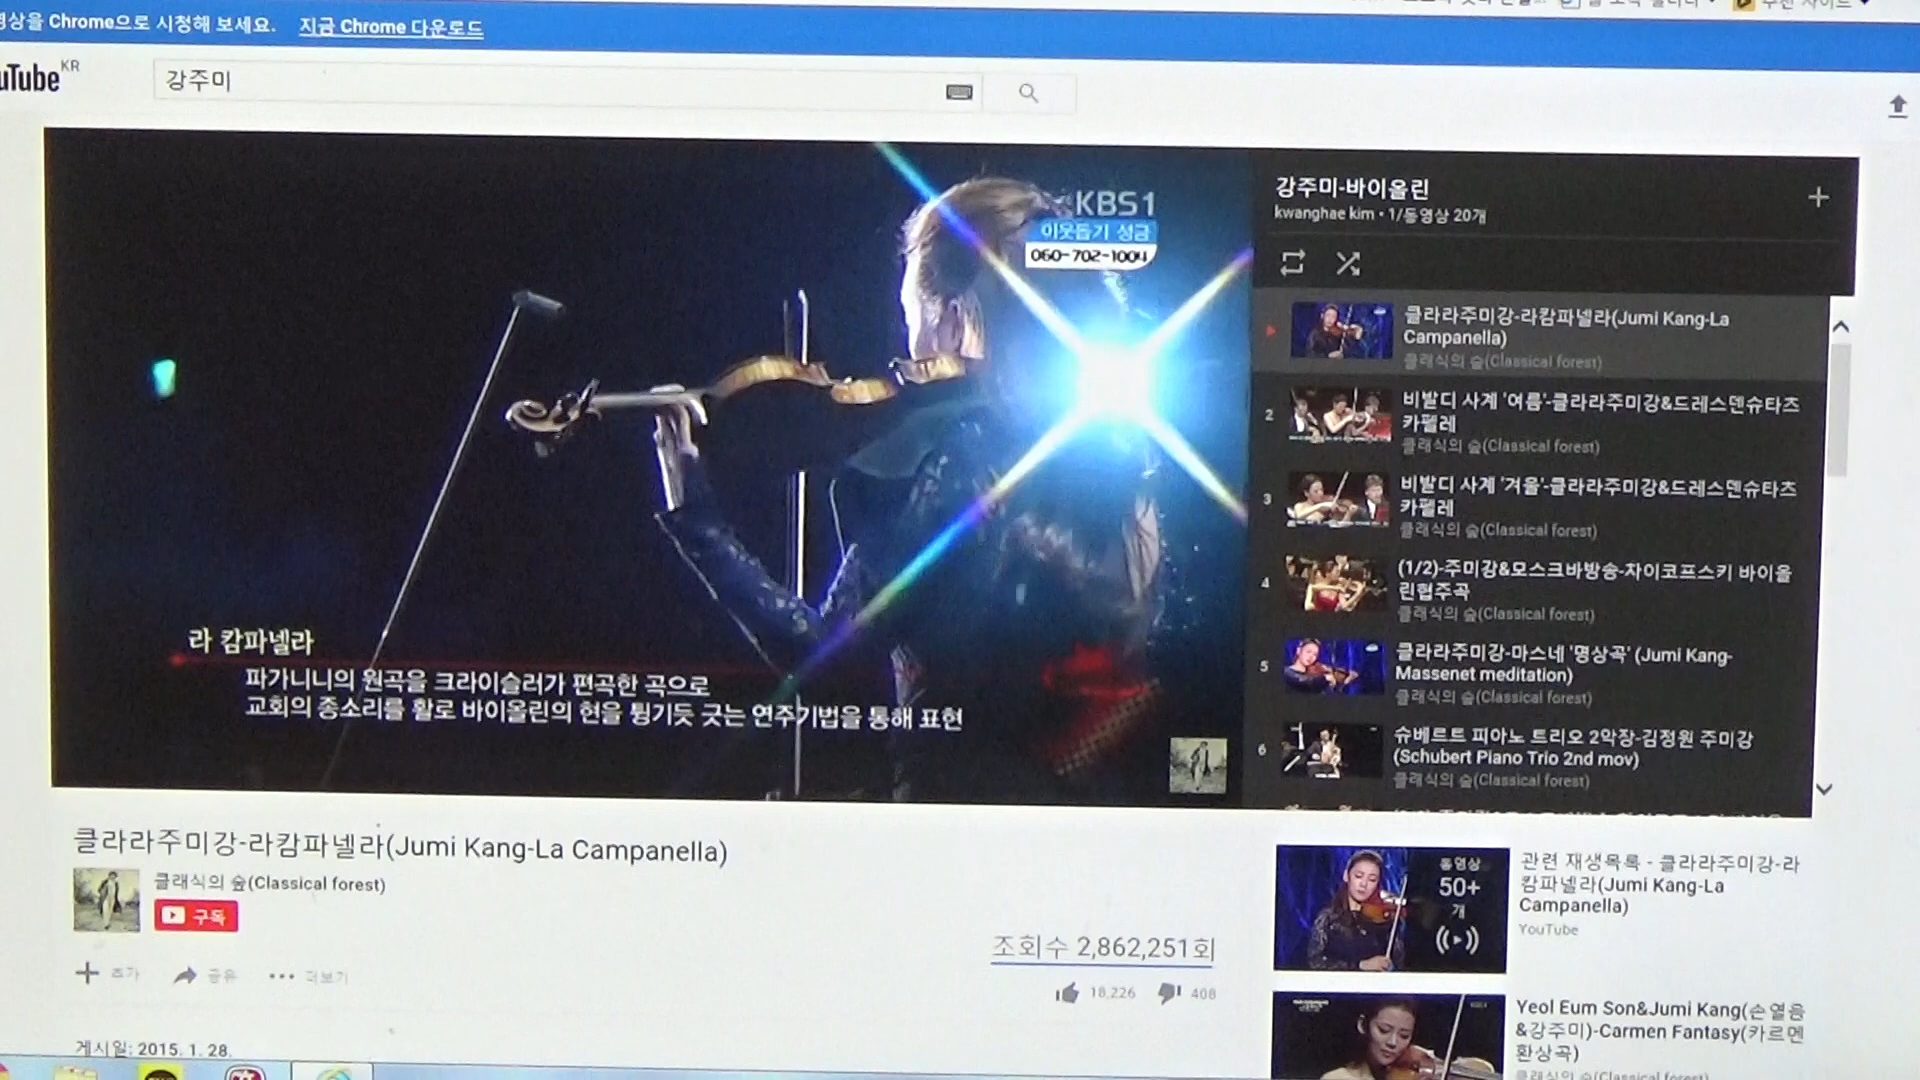 상을 Chrome으로 시청해 보세요. 지금 Chrome 다운로드
uTube KR
강주미
KBS1
이웃돕기 성금
060-702-1004
라 캄파넬라
파가니니의 원곡을 크라이슬러가 편곡한 곡으로
교회의 종소리를 활로 바이올린의 현을 튕기듯 긋는 연주기법을 통해 표현
강주미-바이올린
kwanghae kim • 1/동영상 20개
클라라주미강-라캄파넬라(Jumi Kang-La
Campanella)
클래식의 숲(Classical forest)
2
비발디 사계 '여름'-클라라주미강&드레스덴슈타츠
카펠레
클래식의 숲(Classical forest)
3
비발디 사계 '겨울'-클라라주미강&드레스덴슈타츠
카펠레
클래식의 숲(Classical forest)
4
(1/2)-주미강&모스크바방송-차이코프스키 바이올
린협주곡
클래식의 숲(Classical forest)
5
클라라주미강-마스네 '명상곡' (Jumi Kang-
Massenet meditation)
클래식의 숲(Classical forest)
6
슈베르트 피아노 트리오 2악장-김정원 주미강
(Schubert Piano Trio 2nd mov)
클래식의 숲(Classical forest)
클라라주미강-라캄파넬라(Jumi Kang-La Campanella)
클래식의 숲(Classical forest)
구독
추가 공유 더보기
조회수 2,862,251회
18,226 408
게시일: 2015. 1. 28.
동영상
50+
개
관련 재생목록 - 클라라주미강-라
캄파넬라(Jumi Kang-La
Campanella)
YouTube
Yeol Eum Son&Jumi Kang(손열음
&강주미)-Carmen Fantasy(카르멘
환상곡)
클래식의 숲(Classical forest)